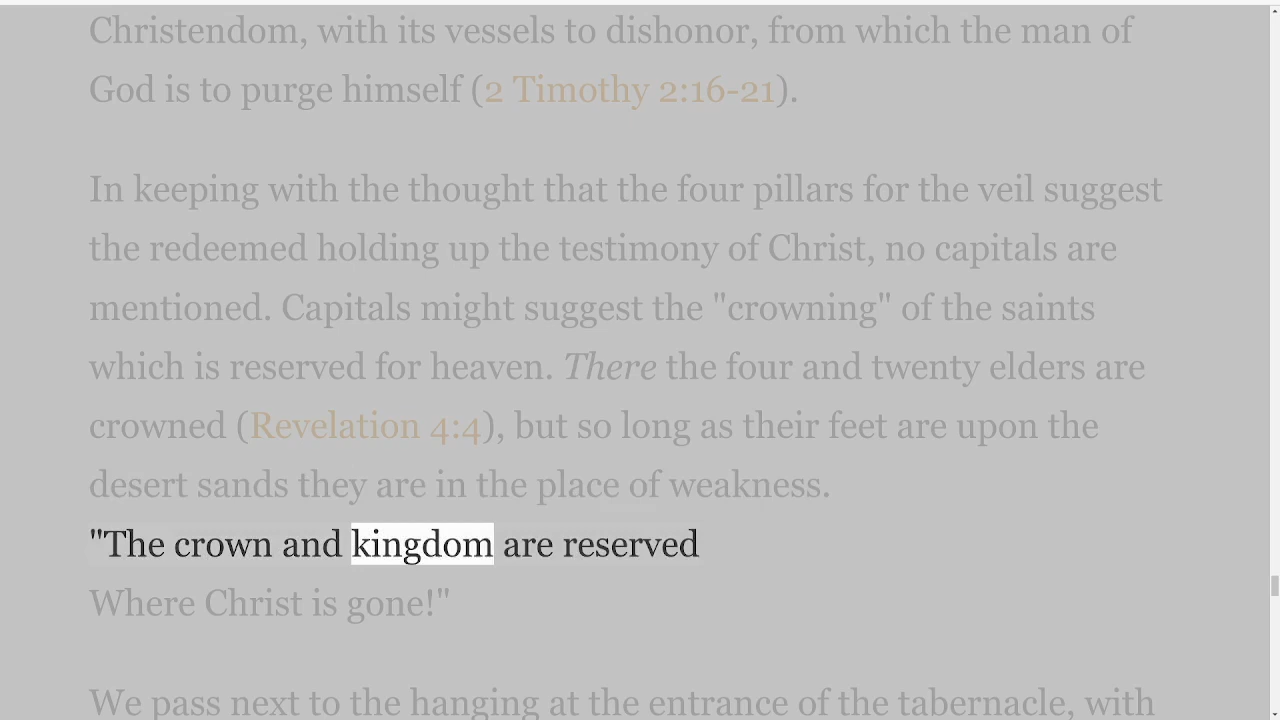 Christendom, with its vessels to dishonor, from which the man of
God is to purge himself (2 Timothy 2:16-21).
In keeping with the thought that the four pillars for the veil suggest
the redeemed holding up the testimony of Christ, no capitals are
mentioned. Capitals might suggest the "crowning" of the saints
which is reserved for heaven. There the four and twenty elders are
crowned (Revelation 4:4), but so long as their feet are upon the
desert sands they are in the place of weakness.
"The crown and kingdom are reserved
Where Christ is gone!"
We pass next to the hanging at the entrance of the tabernacle, with